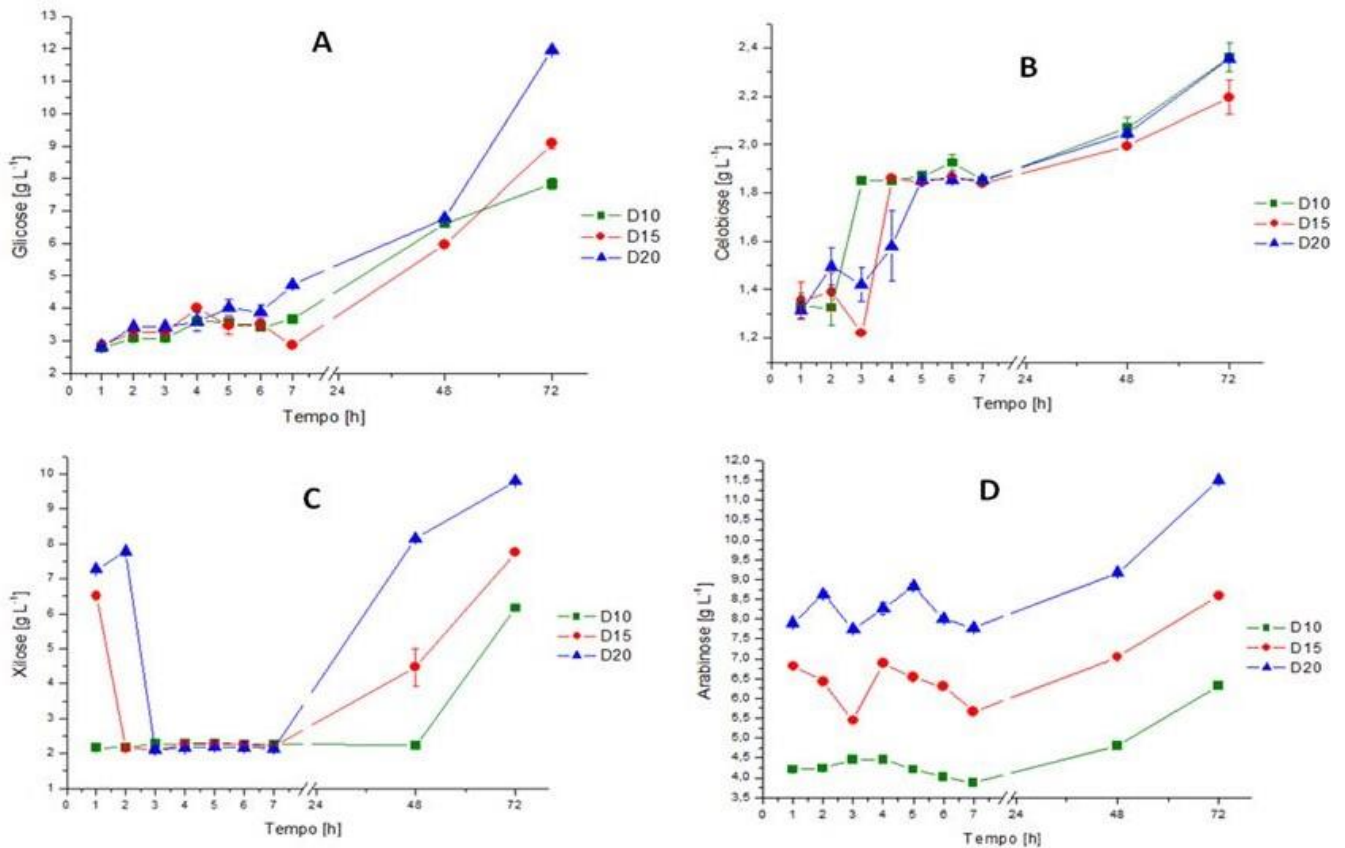 A
Glicose [g L⁻¹]
13
12
11
10
9
8
7
6
5
4
3
2
0 1 2 3 4 5 6 7 24 48 72
Tempo [h]
D10
D15
D20
B
Celobiose [g L⁻¹]
2,4
2,2
2,0
1,8
1,6
1,4
1,2
0 1 2 3 4 5 6 7 24 48 72
Tempo [h]
D10
D15
D20
C
Xilose [g L⁻¹]
10
9
8
7
6
5
4
3
2
1
0 1 2 3 4 5 6 7 24 48 72
Tempo [h]
D10
D15
D20
D
Arabinose [g L⁻¹]
12,0
11,5
11,0
10,5
10,0
9,5
9,0
8,5
8,0
7,5
7,0
6,5
6,0
5,5
5,0
4,5
4,0
3,5
0 1 2 3 4 5 6 7 24 48 72
Tempo [h]
D10
D15
D20